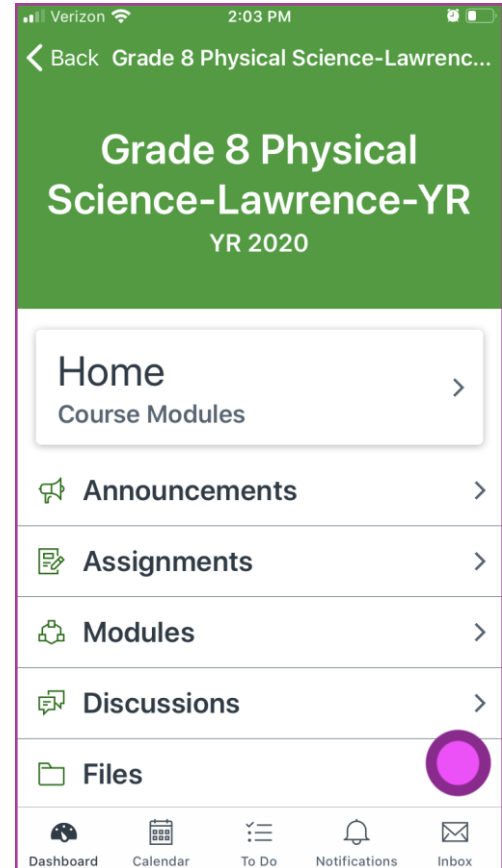 Verizon 2:03 PM
Back Grade 8 Physical Science-Lawrenc...
Grade 8 Physical
Science-Lawrence-YR
YR 2020
Home
Course Modules
Announcements
Assignments
Modules
Discussions
Files
Dashboard Calendar To Do Notifications Inbox